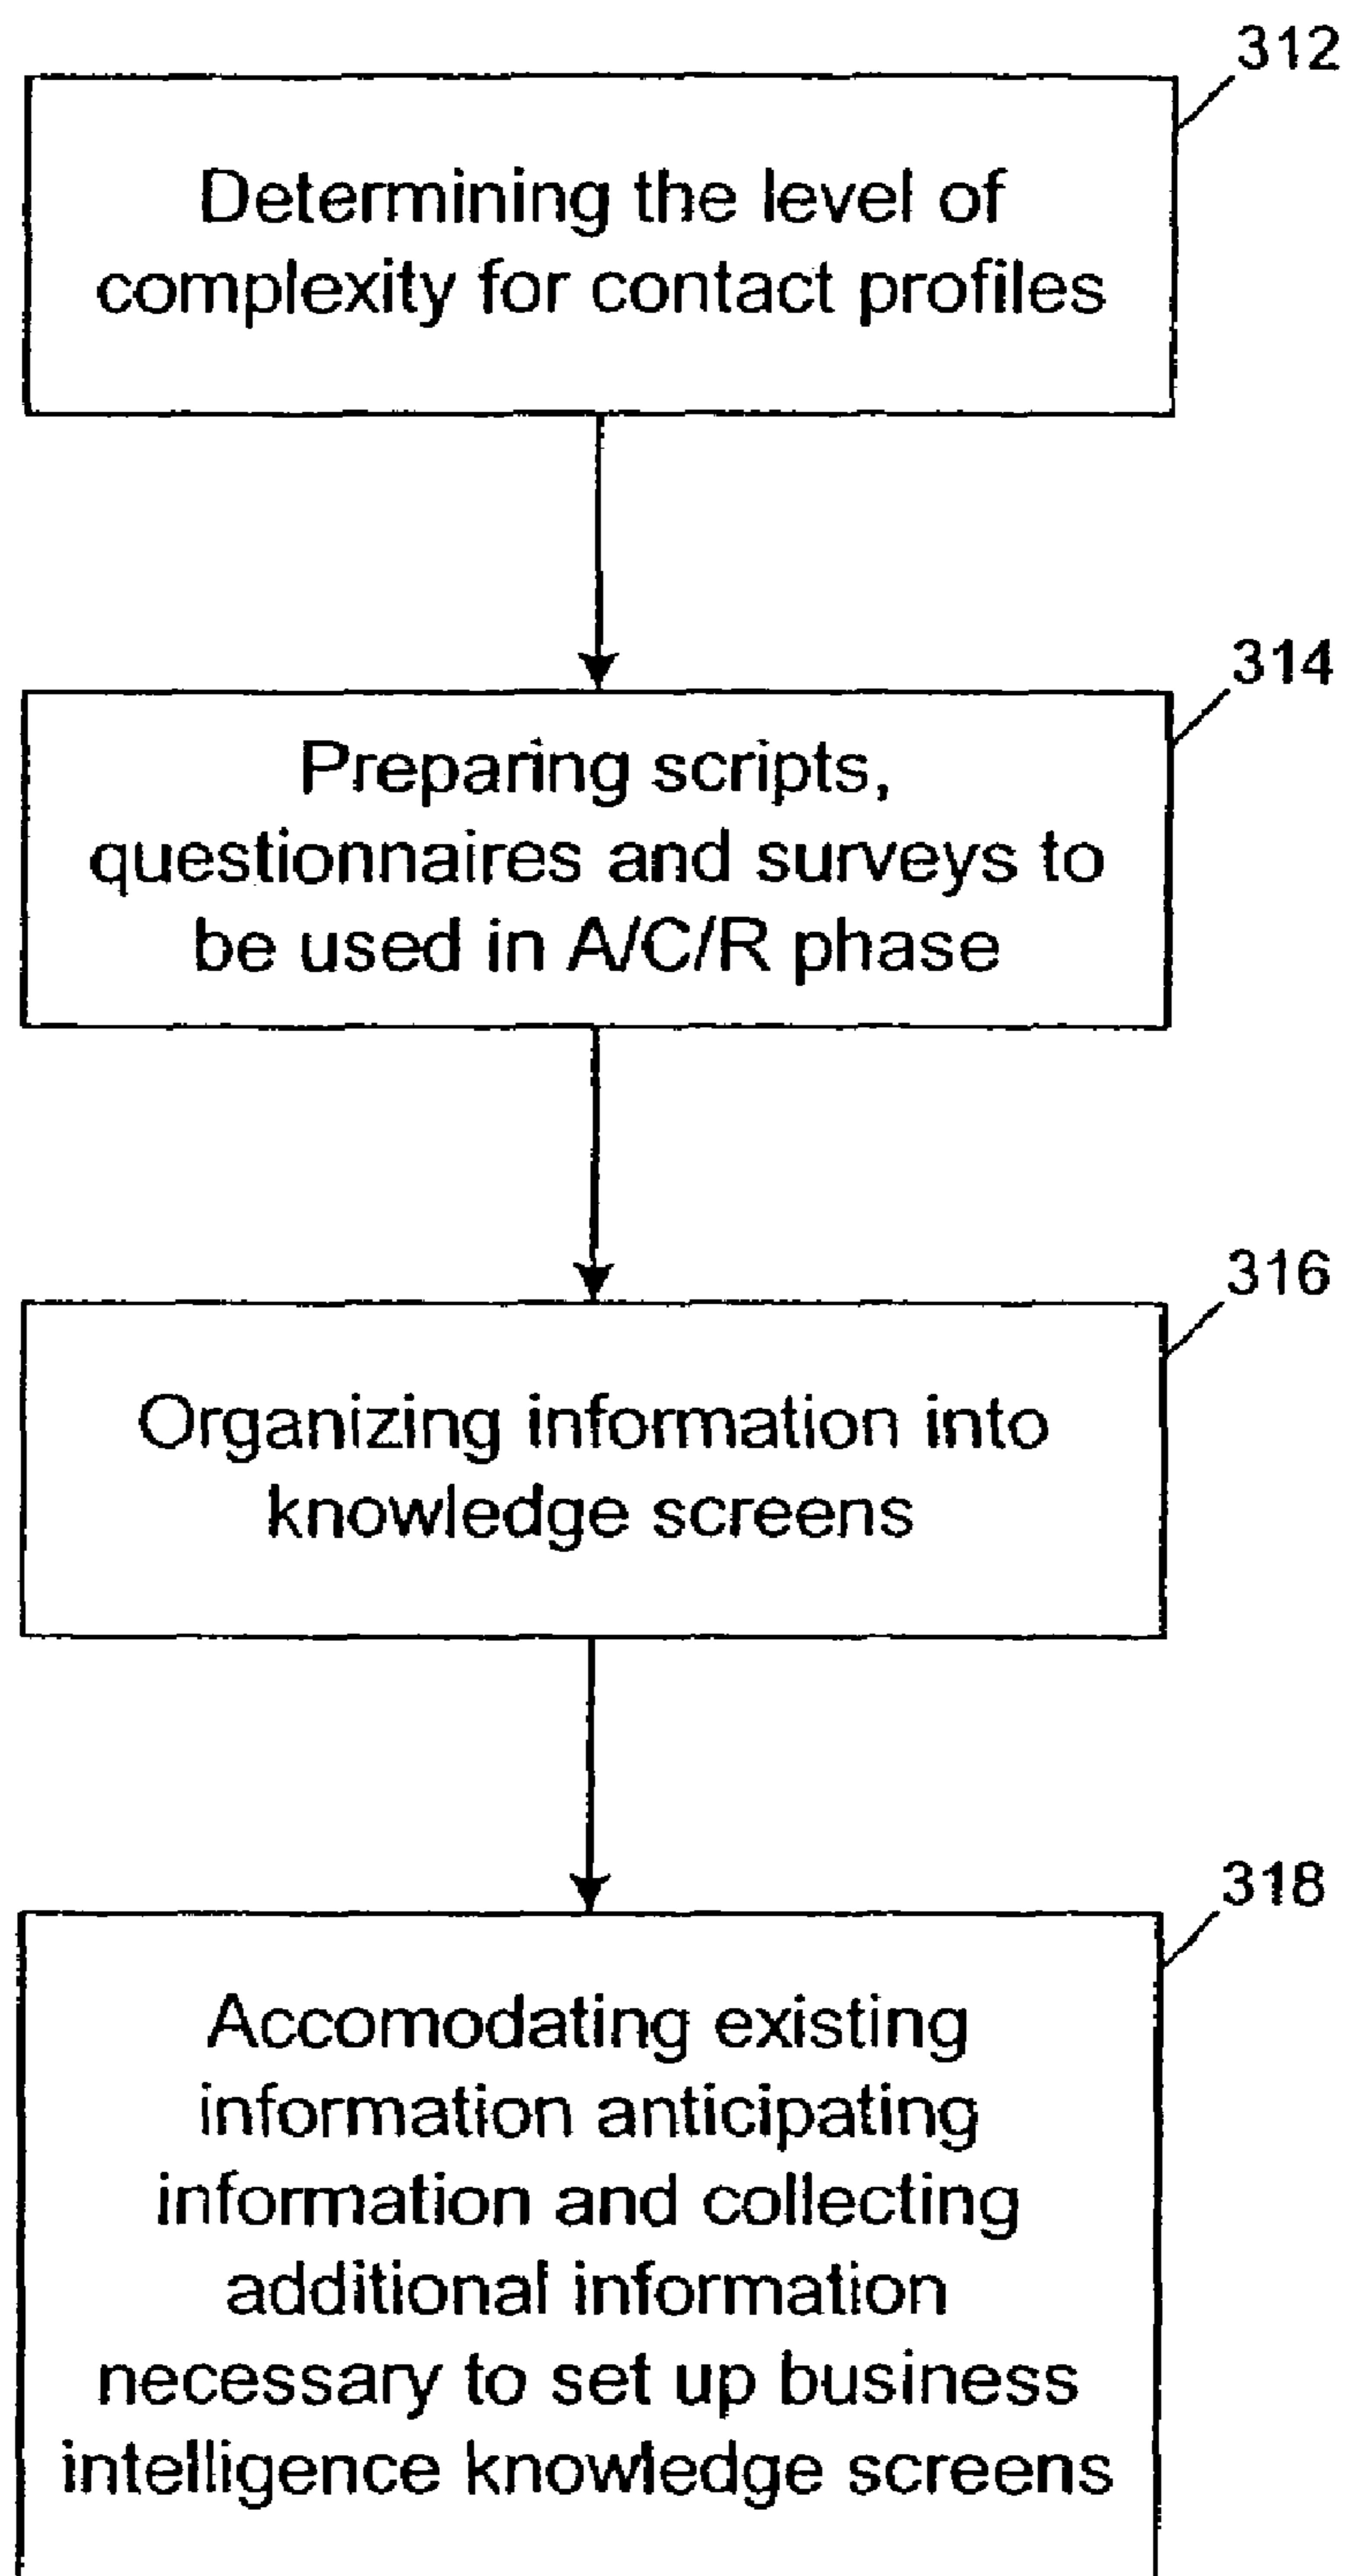 312
Determining the level of
complexity for contact profiles
314
Preparing scripts,
questionnaires and surveys to
be used in A/C/R phase
316
Organizing information into
knowledge screens
318
Accomodating existing
information anticipating
information and collecting
additional information
necessary to set up business
intelligence knowledge screens